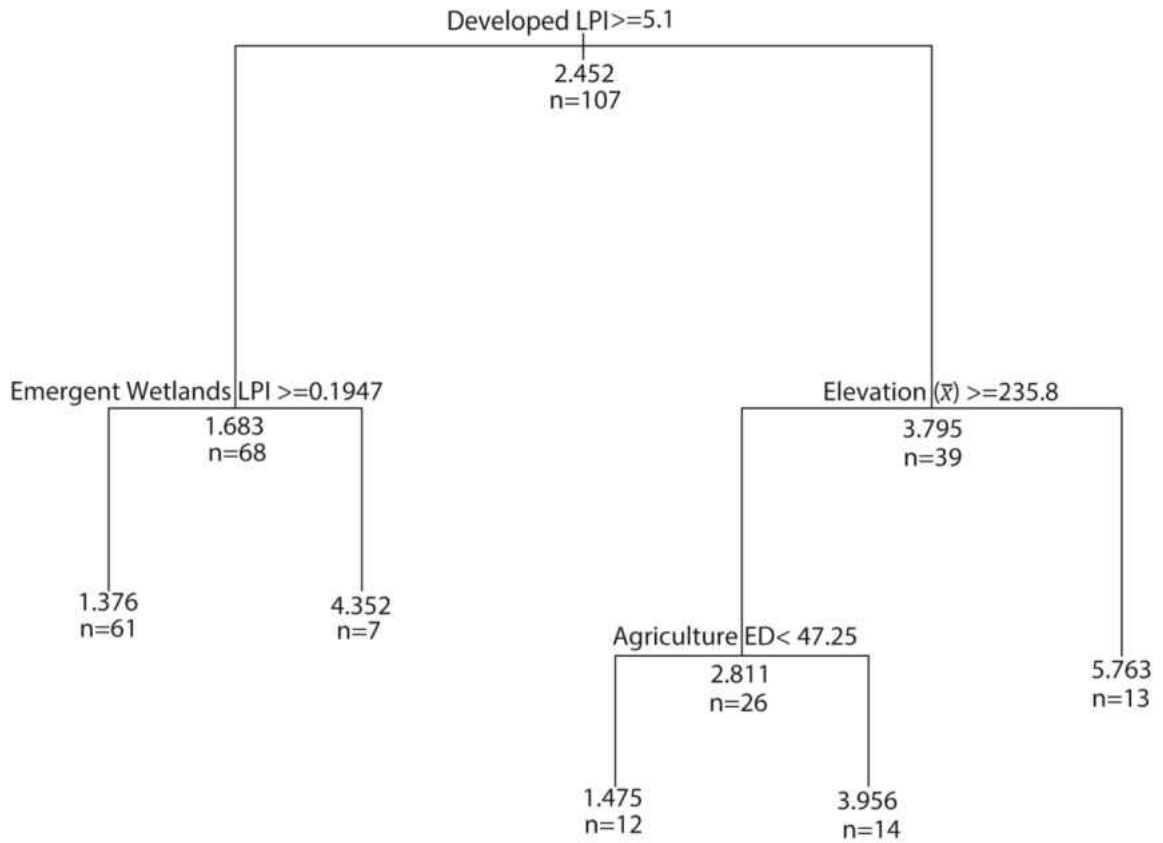 Developed LPI>=5.1
2.452
n=107
Emergent Wetlands LPI >=0.1947
1.683
n=68
Elevation (x̅) >=235.8
3.795
n=39
1.376
n=61
4.352
n=7
Agriculture ED< 47.25
2.811
n=26
5.763
n=13
1.475
n=12
3.956
n=14